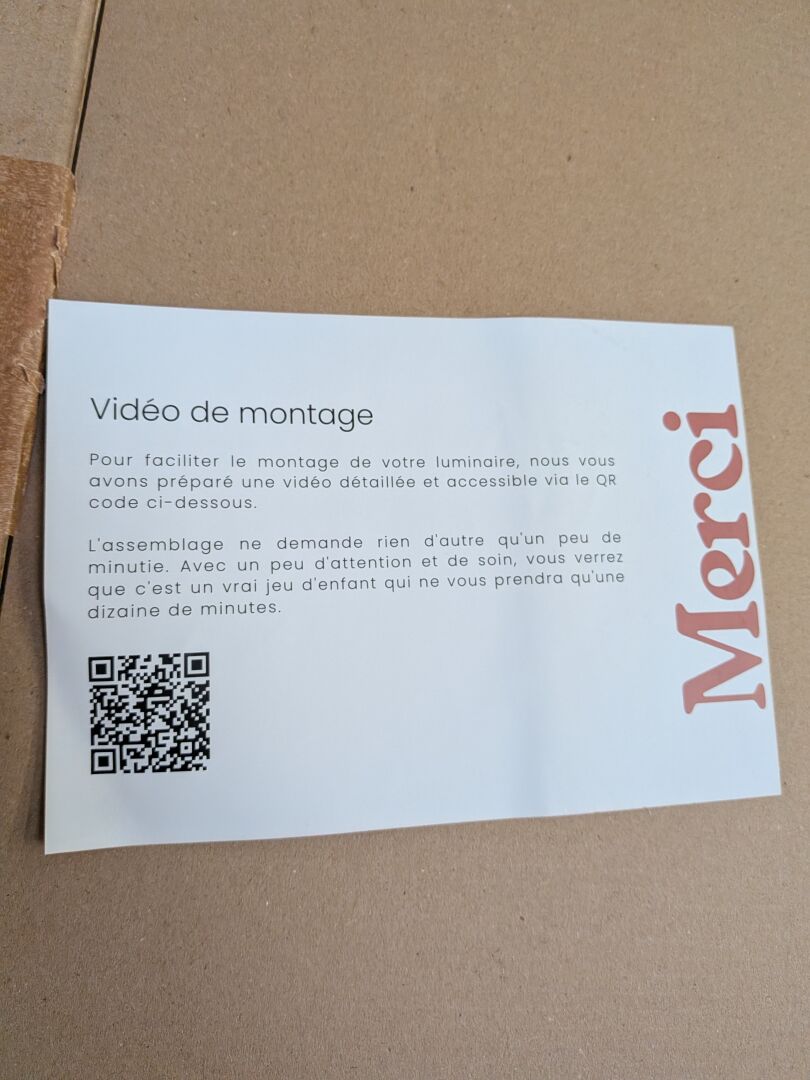 Vidéo de montage
Pour faciliter le montage de votre luminaire, nous vous
avons préparé une vidéo détaillée et accessible via le QR
code ci-dessous.
L'assemblage ne demande rien d'autre qu'un peu de
minutie. Avec un peu d'attention et de soin, vous verrez
que c'est un vrai jeu d'enfant qui ne vous prendra qu'une
dizaine de minutes.
Merci